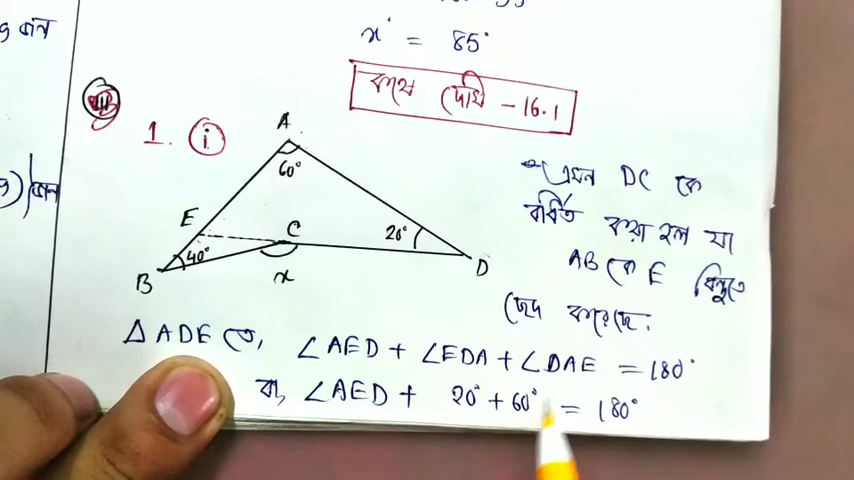 x° = 85°
কষে দেখি - 16.1
1. i
A
60°
E
C
20°
40°
B
x
D
এমন DC কে
বর্ধিত করা হল যা
AB কে E বিন্দুতে
ছেদ করেছে.
△ADE তে, ∠AED + ∠EDA + ∠DAE = 180°
বা, ∠AED + 20° + 60° = 180°